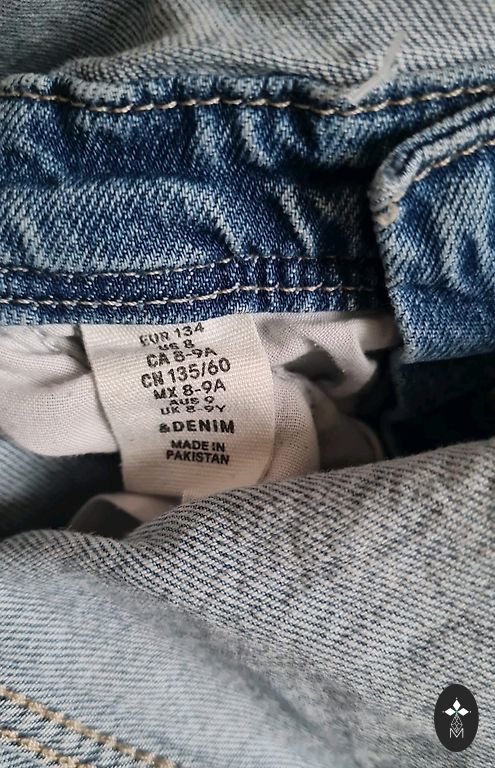 EUR 134
US 8
CA 8-9A
CN 135/60
MX 8-9A
AUS 9
UK 8-9Y
&DENIM
MADE IN
PAKISTAN
M